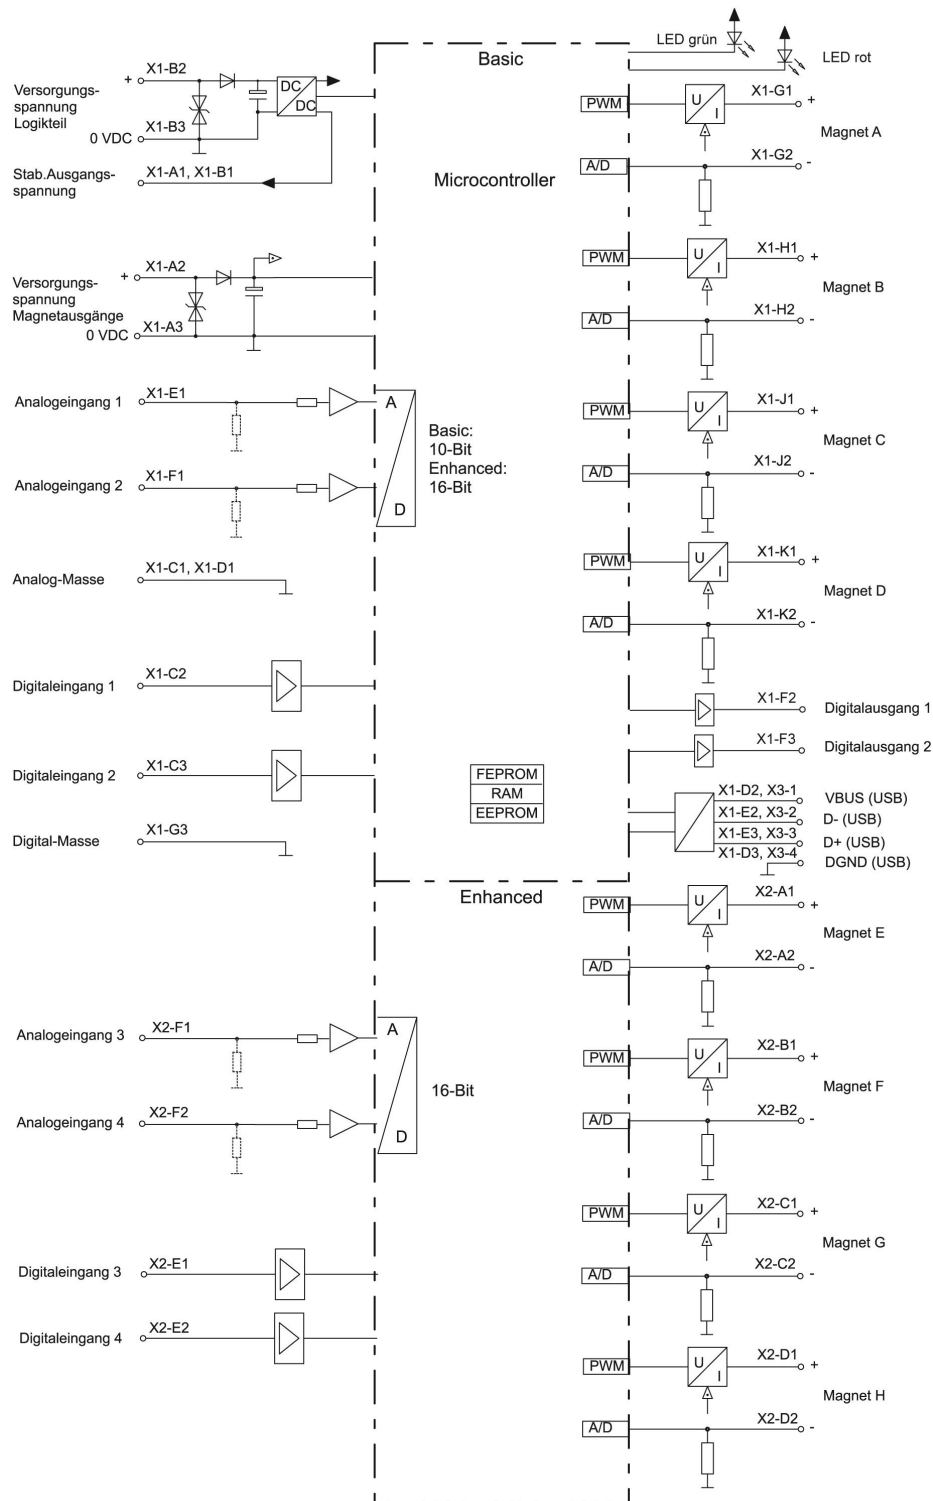 Basic
LED grün
LED rot
Versorgungs-
spannung
Logikteil
+ X1-B2
0 VDC X1-B3
DC
DC
Stab.Ausgangs-
spannung
X1-A1, X1-B1
Microcontroller
PWM U I X1-G1 +
Magnet A
A/D X1-G2 -
Versorgungs-
spannung
Magnetausgänge
+ X1-A2
0 VDC X1-A3
PWM U I X1-H1 +
Magnet B
A/D X1-H2 -
Analogeingang 1 X1-E1
Analogeingang 2 X1-F1
A
D
Basic:
10-Bit
Enhanced:
16-Bit
PWM U I X1-J1 +
Magnet C
A/D X1-J2 -
Analog-Masse X1-C1, X1-D1
PWM U I X1-K1 +
Magnet D
A/D X1-K2 -
Digitaleingang 1 X1-C2
X1-F2 Digitalausgang 1
X1-F3 Digitalausgang 2
Digitaleingang 2 X1-C3
FEPROM
RAM
EEPROM
X1-D2, X3-1 VBUS (USB)
X1-E2, X3-2 D- (USB)
X1-E3, X3-3 D+ (USB)
X1-D3, X3-4 DGND (USB)
Digital-Masse X1-G3
Enhanced
PWM U I X2-A1 +
Magnet E
A/D X2-A2 -
Analogeingang 3 X2-F1
Analogeingang 4 X2-F2
A
D
16-Bit
PWM U I X2-B1 +
Magnet F
A/D X2-B2 -
PWM U I X2-C1 +
Magnet G
A/D X2-C2 -
Digitaleingang 3 X2-E1
Digitaleingang 4 X2-E2
PWM U I X2-D1 +
Magnet H
A/D X2-D2 -